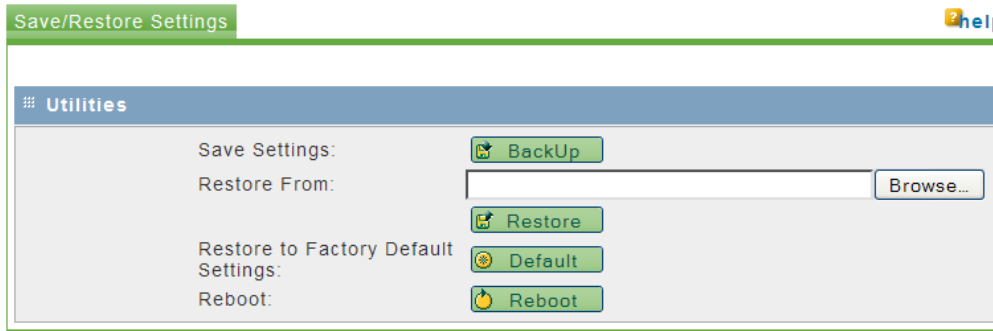 Save/Restore Settings
?
Utilities
Save Settings: BackUp
Restore From: Browse...
Restore
Restore to Factory Default
Settings: Default
Reboot: Reboot